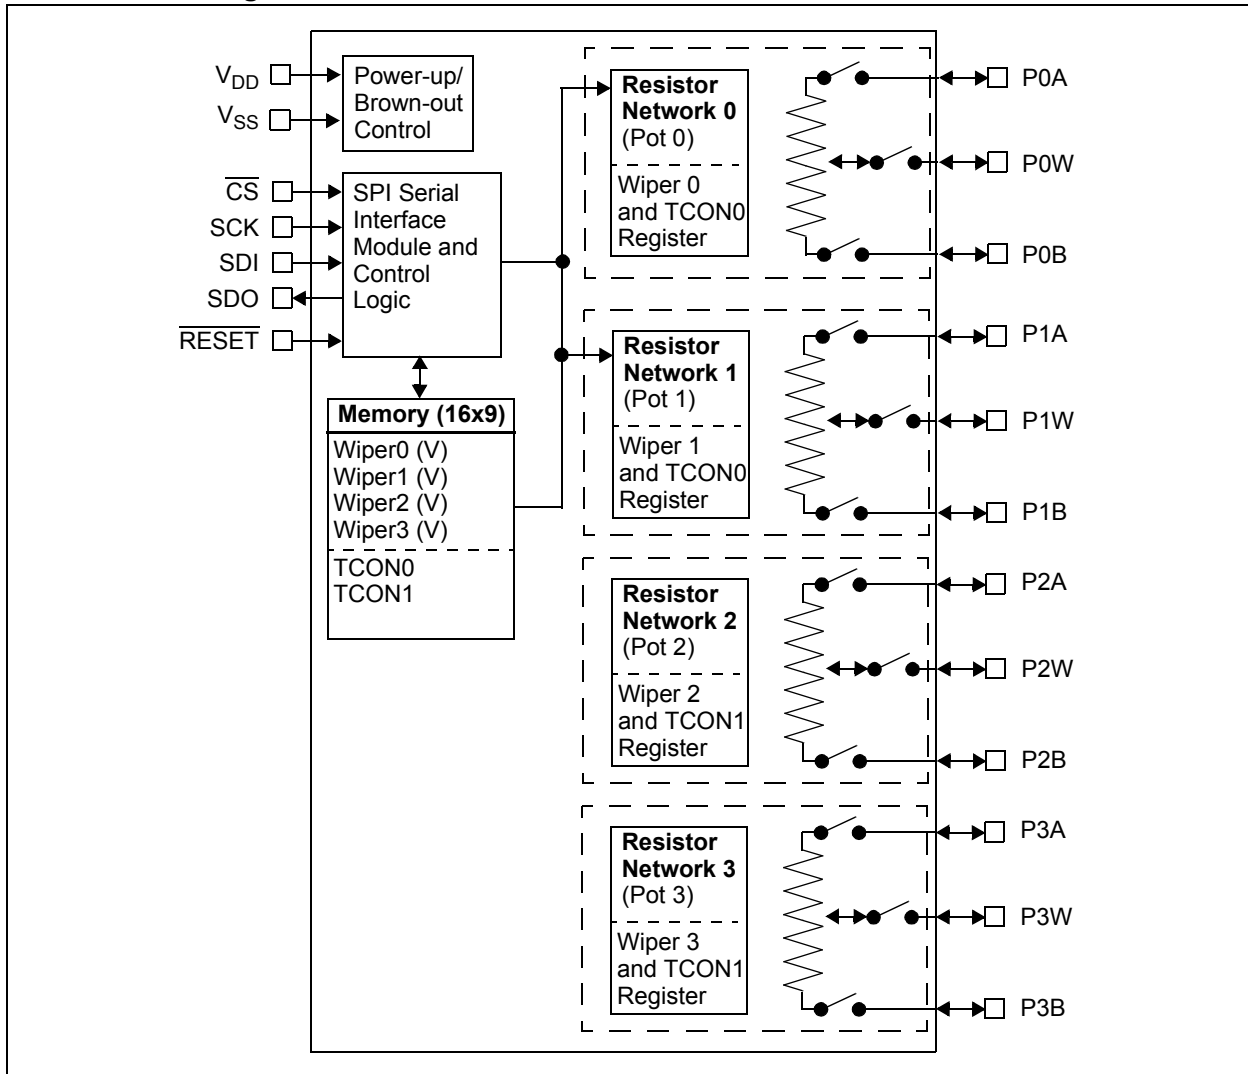 V_DD
V_SS
Power-up/
Brown-out
Control
CS
SCK
SDI
SDO
RESET
SPI Serial
Interface
Module and
Control
Logic
Memory (16x9)
Wiper0 (V)
Wiper1 (V)
Wiper2 (V)
Wiper3 (V)
TCON0
TCON1
Resistor
Network 0
(Pot 0)
Wiper 0
and TCON0
Register
P0A
P0W
P0B
Resistor
Network 1
(Pot 1)
Wiper 1
and TCON0
Register
P1A
P1W
P1B
Resistor
Network 2
(Pot 2)
Wiper 2
and TCON1
Register
P2A
P2W
P2B
Resistor
Network 3
(Pot 3)
Wiper 3
and TCON1
Register
P3A
P3W
P3B